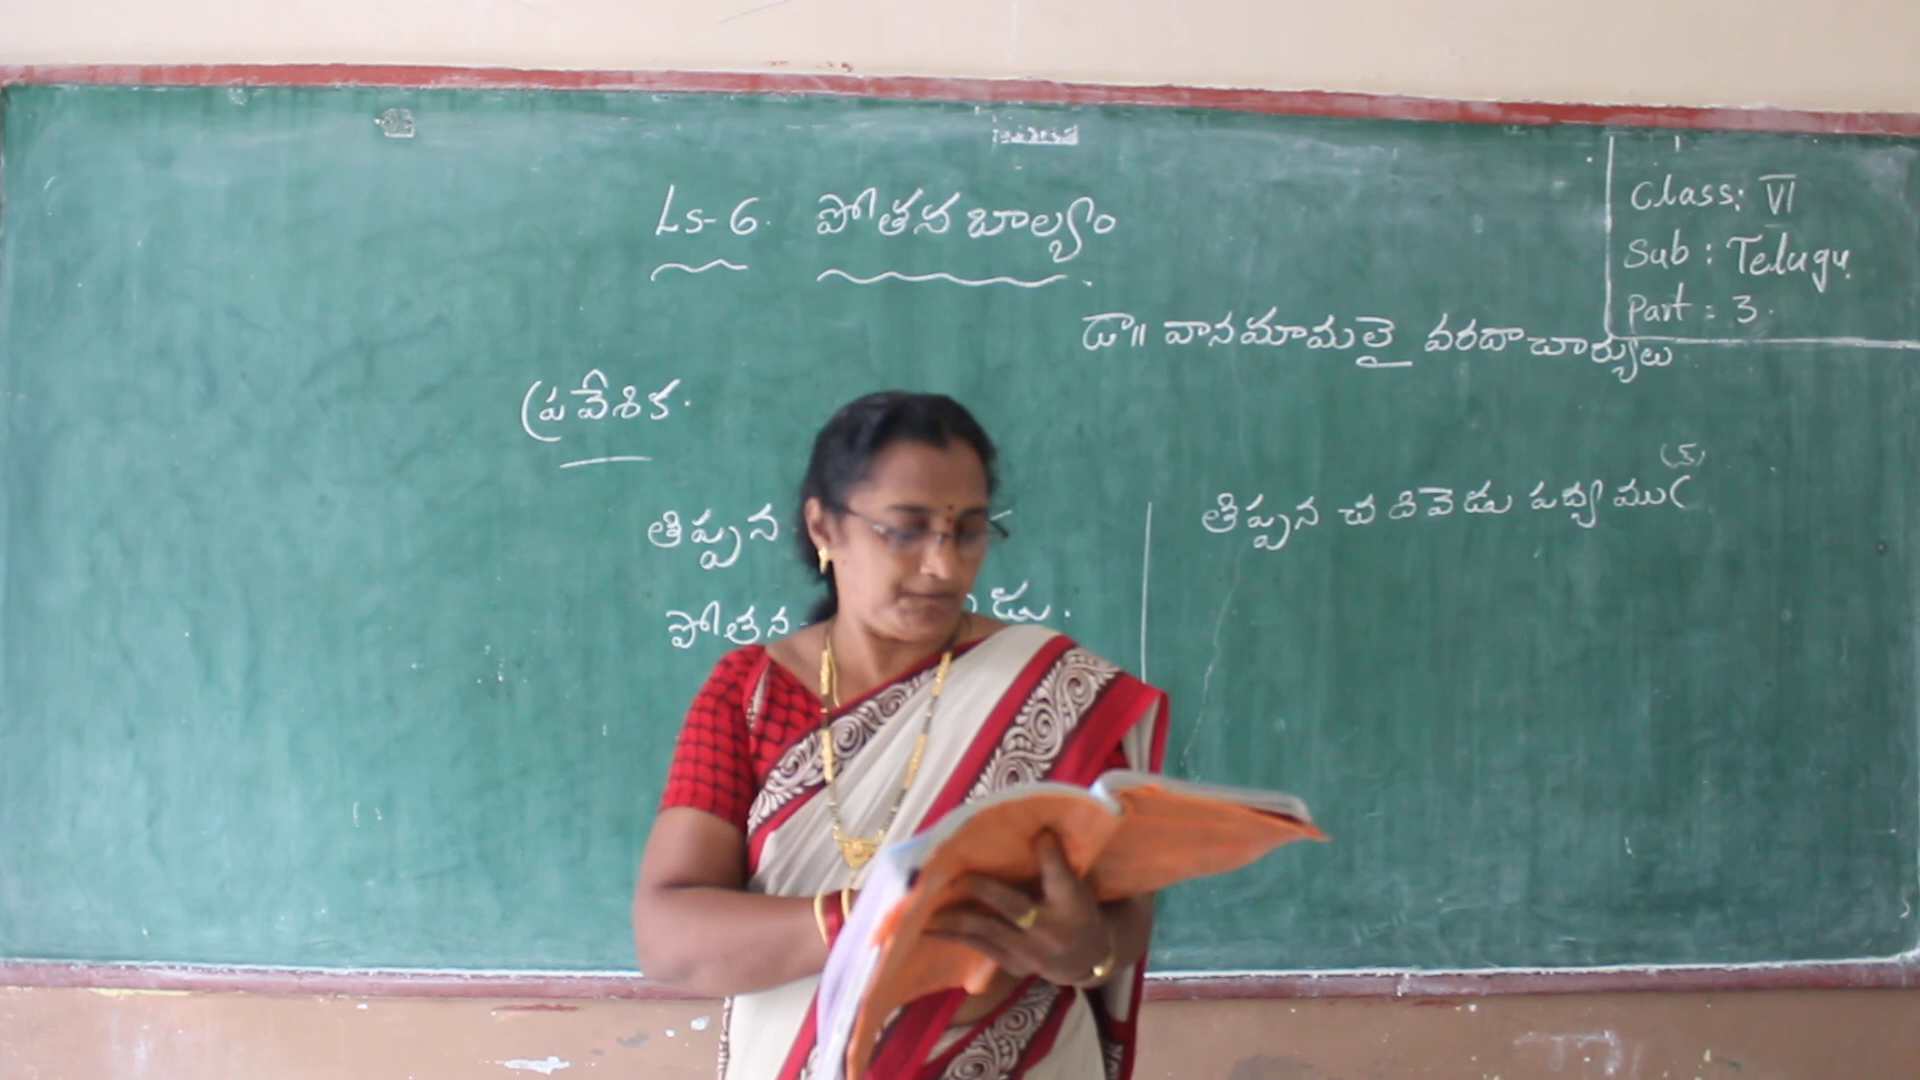 Ls-6. పోతన బాల్యం
Class: VI
Sub : Telugu.
Part : 3.
డా॥ వానమామలై వరదాచార్యులు
ప్రవేశిక.
తిప్పన
పోతన-
డు.
తిప్పన చదివెడు పద్యము(